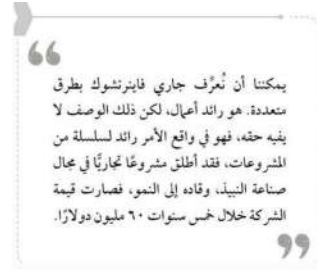 يمكننا أن نُعرِّف جاري فاينرتشوك بطرق
متعددة. هو رائد أعمال، لكن ذلك الوصف لا
يفيه حقه، فهو في واقع الأمر رائد لسلسلة من
المشروعات، فقد أطلق مشروعًا تجاريًّا في مجال
صناعة النبيذ، وقاده إلى النمو، فصارت قيمة
الشركة خلال خمس سنوات ٦٠ مليون دولارًا.